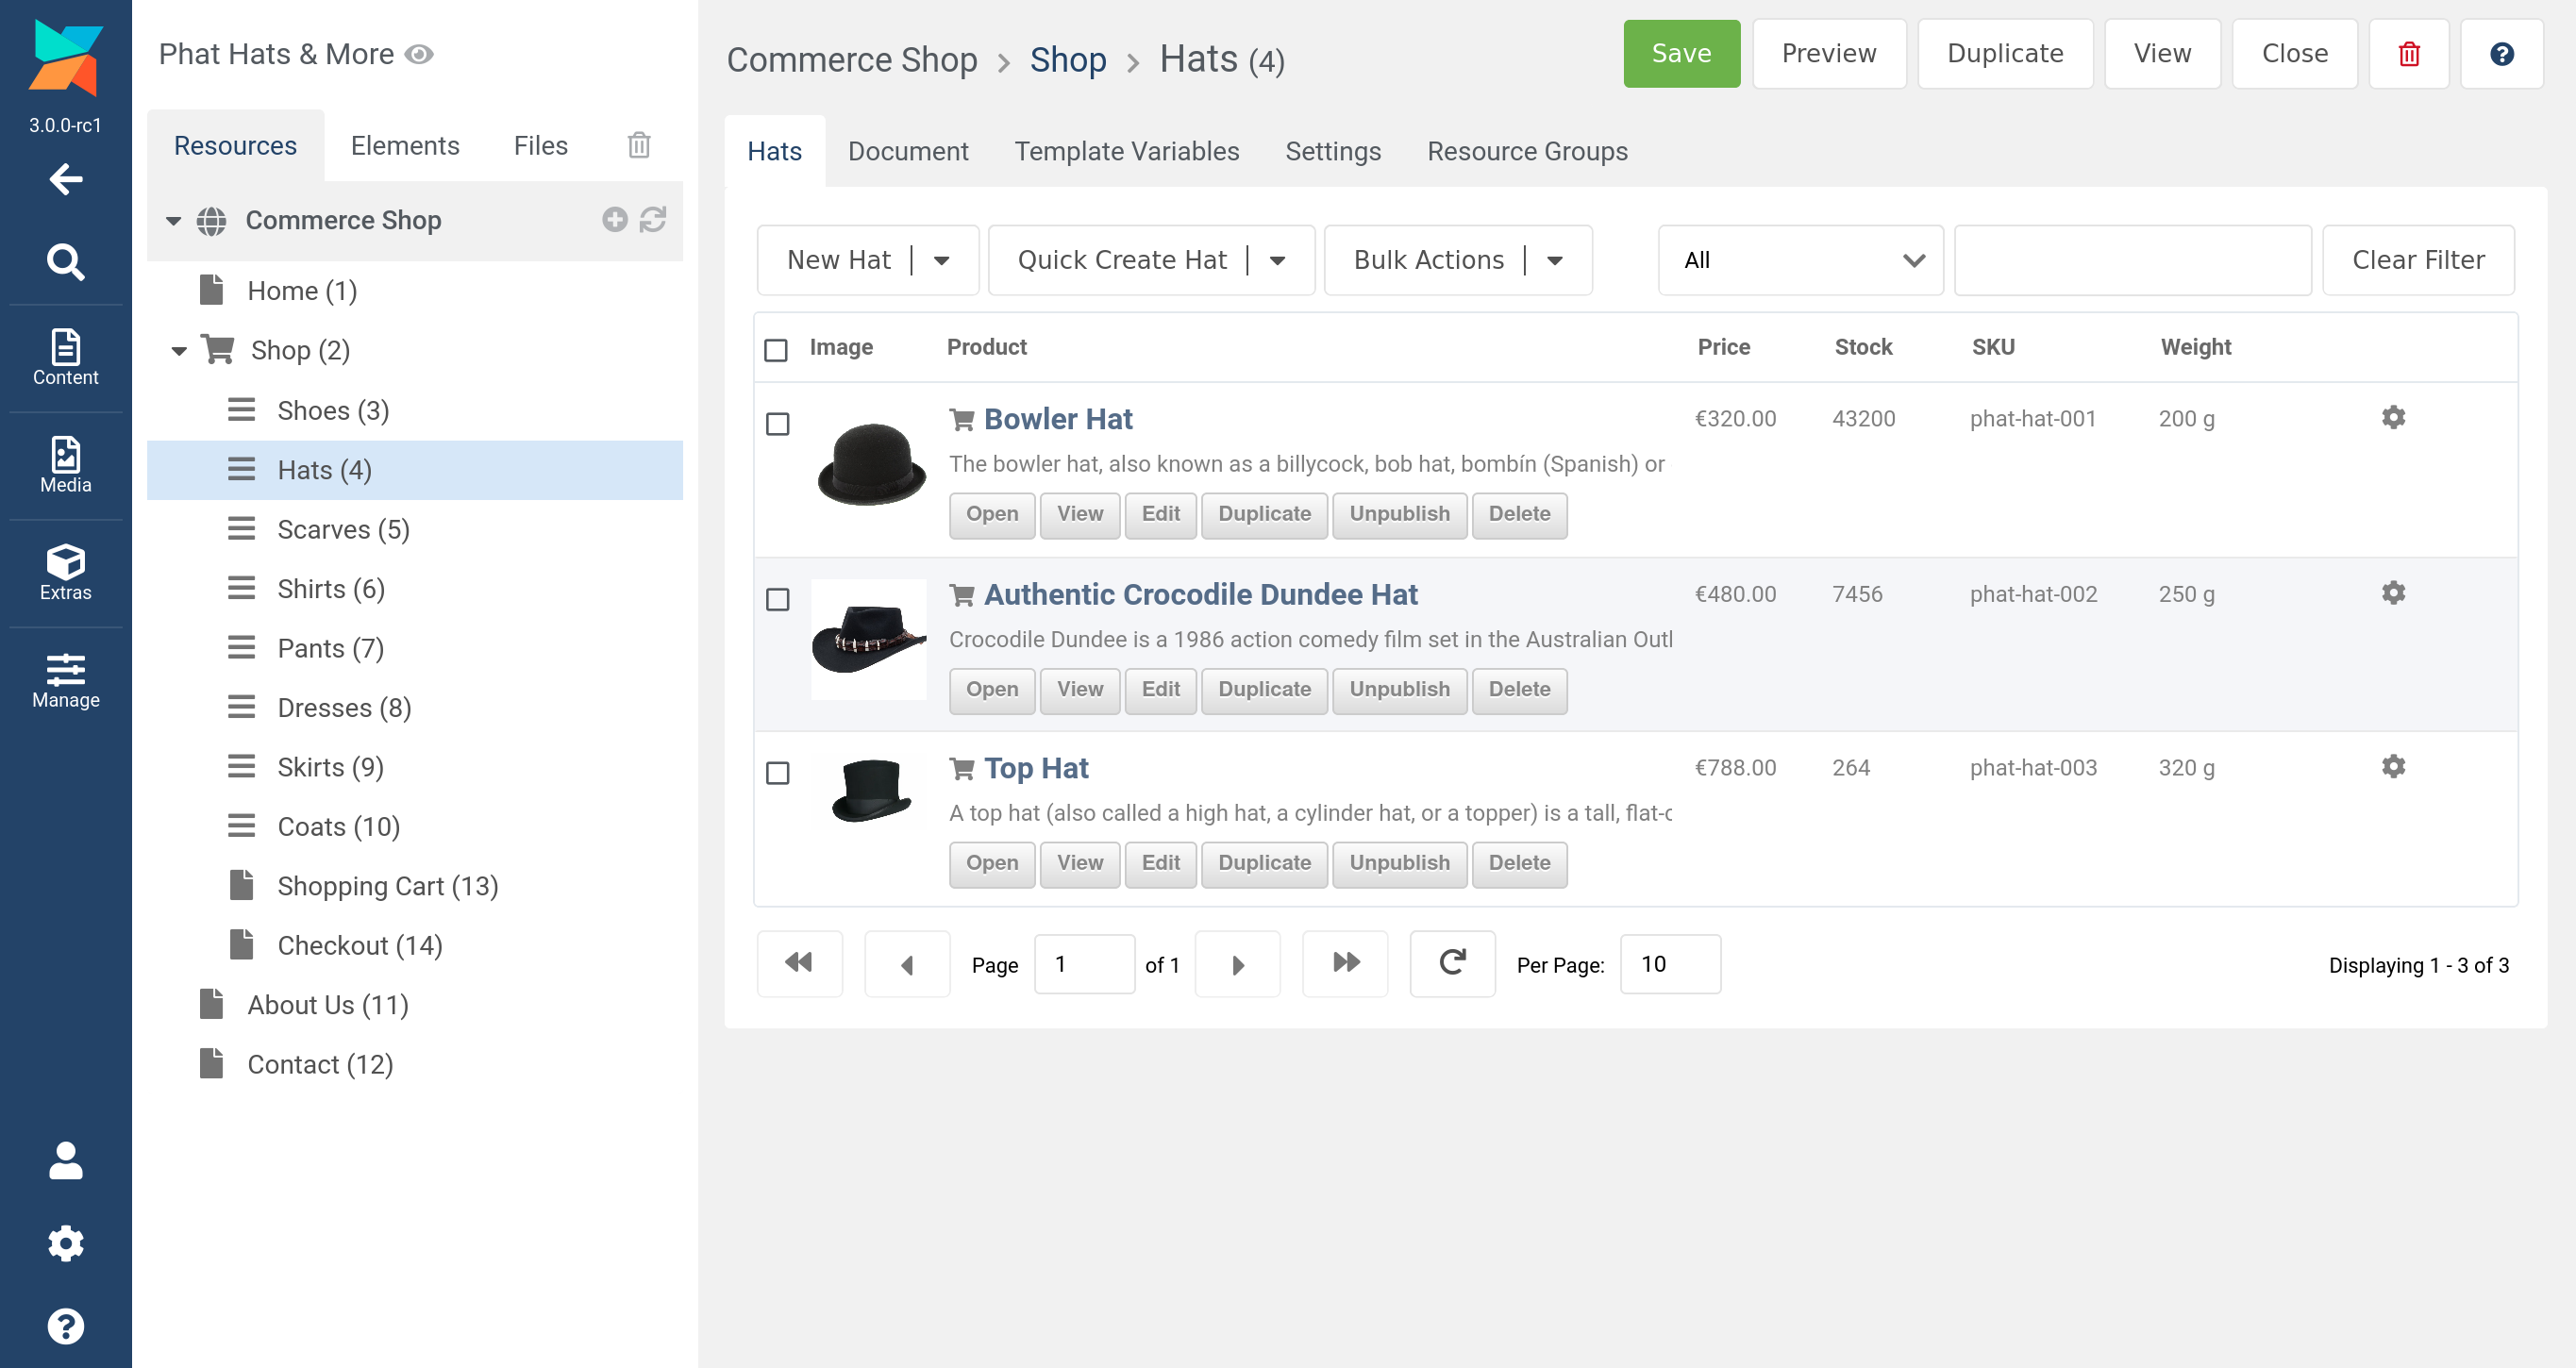 Phat Hats & More
3.0.0-rc1
Content
Media
Extras
Manage
Resources Elements Files
Commerce Shop
Home (1)
Shop (2)
Shoes (3)
Hats (4)
Scarves (5)
Shirts (6)
Pants (7)
Dresses (8)
Skirts (9)
Coats (10)
Shopping Cart (13)
Checkout (14)
About Us (11)
Contact (12)
Commerce Shop › Shop › Hats (4)
Save Preview Duplicate View Close
Hats Document Template Variables Settings Resource Groups
New Hat | Quick Create Hat | Bulk Actions | All Clear Filter
Image Product Price Stock SKU Weight
Bowler Hat €320.00 43200 phat-hat-001 200 g
The bowler hat, also known as a billycock, bob hat, bombín (Spanish) or
Open View Edit Duplicate Unpublish Delete
Authentic Crocodile Dundee Hat €480.00 7456 phat-hat-002 250 g
Crocodile Dundee is a 1986 action comedy film set in the Australian
Open View Edit Duplicate Unpublish Delete
Top Hat €788.00 264 phat-hat-003 320 g
A top hat (also called a high hat, a cylinder hat, or a topper) is a tall,
Open View Edit Duplicate Unpublish Delete
Page 1 of 1 Per Page: 10 Displaying 1 - 3 of 3